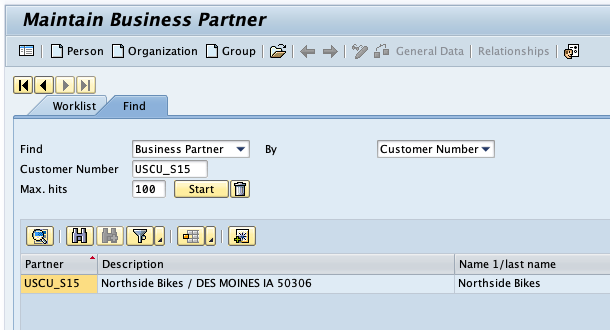 Maintain Business Partner
Person Organization Group General Data Relationships
Worklist Find
Find Business Partner By Customer Number
Customer Number USCU_S15
Max. hits 100 Start
Partner Description Name 1/last name
USCU_S15 Northside Bikes / DES MOINES IA 50306 Northside Bikes